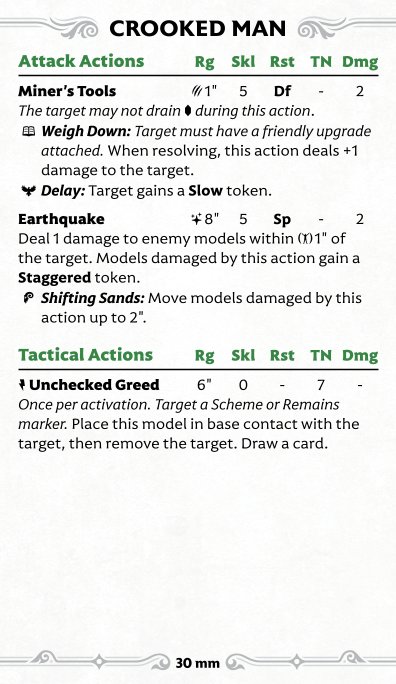 CROOKED MAN
Attack Actions Rg Skl Rst TN Dmg
Miner's Tools 1" 5 Df - 2
The target may not drain during this action.
Weigh Down: Target must have a friendly upgrade
attached. When resolving, this action deals +1
damage to the target.
Delay: Target gains a Slow token.
Earthquake 8" 5 Sp - 2
Deal 1 damage to enemy models within 1" of
the target. Models damaged by this action gain a
Staggered token.
Shifting Sands: Move models damaged by this
action up to 2".
Tactical Actions Rg Skl Rst TN Dmg
Unchecked Greed 6" 0 - 7 -
Once per activation. Target a Scheme or Remains
marker. Place this model in base contact with the
target, then remove the target. Draw a card.
30 mm